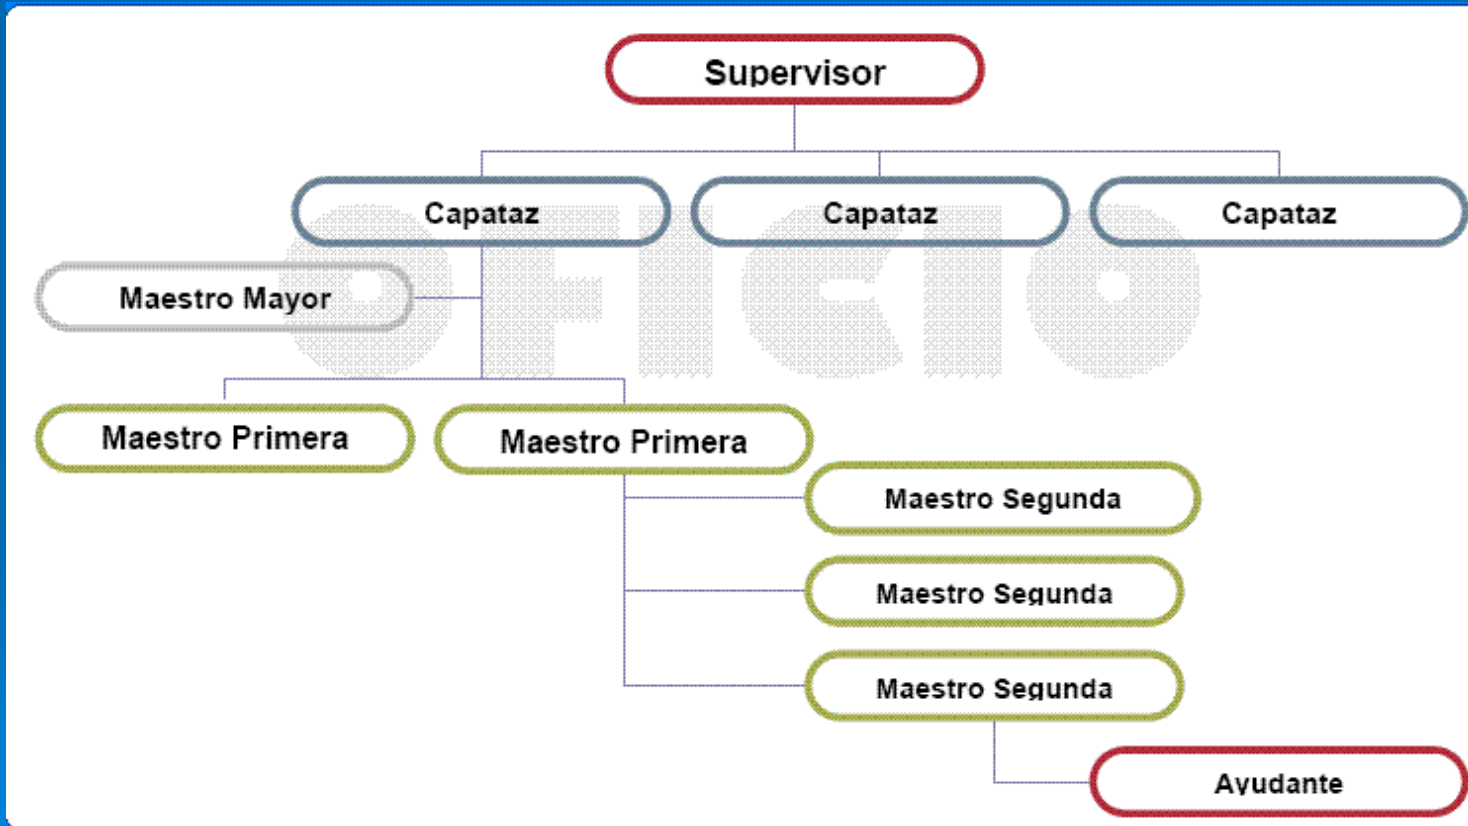 Supervisor
Capataz
Capataz
Capataz
OFICIO
Maestro Mayor
Maestro Primera
Maestro Primera
Maestro Segunda
Maestro Segunda
Maestro Segunda
Ayudante